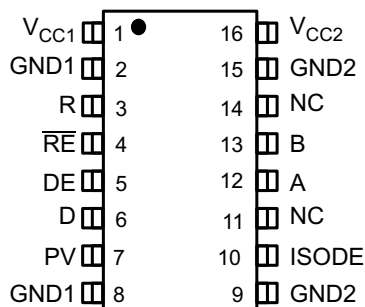 VCC1 1 16 VCC2
GND1 2 15 GND2
R 3 14 NC
RE 4 13 B
DE 5 12 A
D 6 11 NC
PV 7 10 ISODE
GND1 8 9 GND2